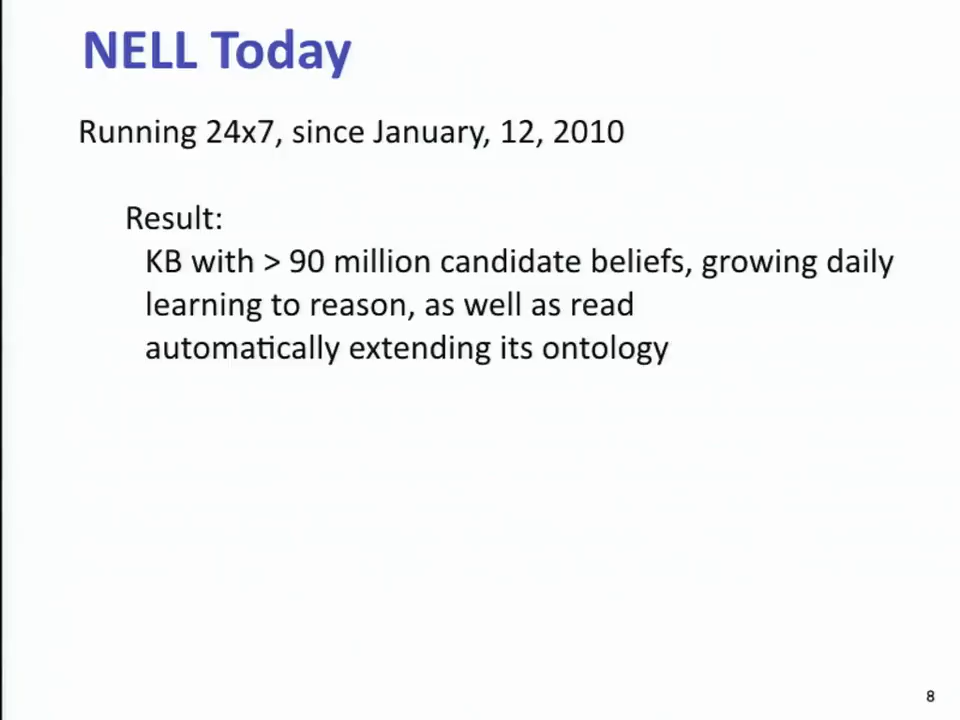 NELL Today
Running 24x7, since January, 12, 2010
Result:
KB with > 90 million candidate beliefs, growing daily
learning to reason, as well as read
automatically extending its ontology
8